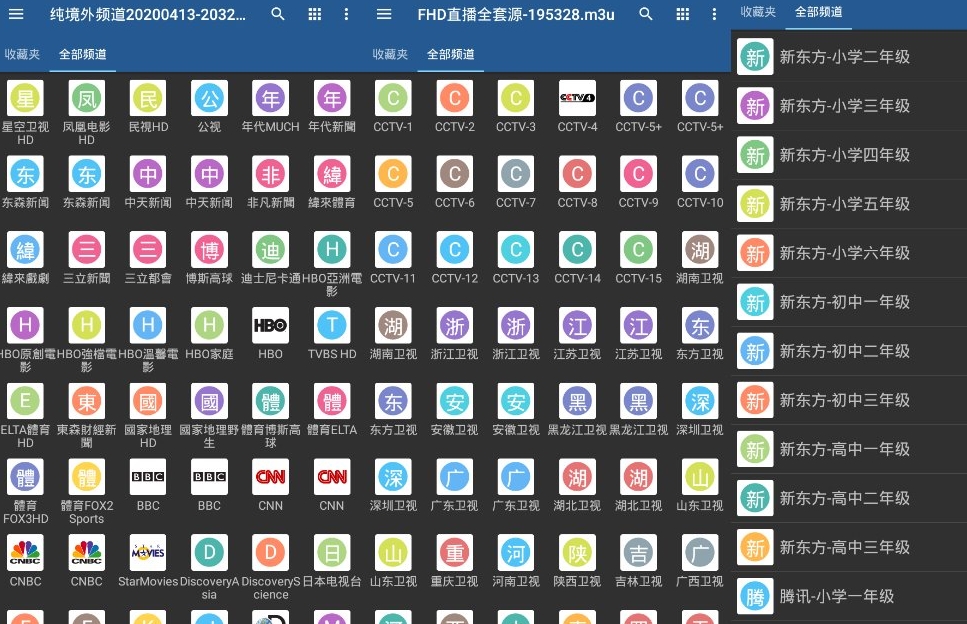 纯境外频道20200413-2032...
收藏夹 全部频道
星 凤 民 公 年 年
星空卫视HD 凤凰电影HD 民視HD 公视 年代MUCH 年代新聞
东 东 中 中 非 緯
东森新闻 东森新闻 中天新闻 中天新闻 非凡新聞 緯來體育
緯 三 三 博 迪 H
緯來戲劇 三立新聞 三立都會 博斯高球 迪士尼卡通 HBO亞洲電影
H H H H HBO T
HBO原創電影 HBO強檔電影 HBO溫馨電影 HBO家庭 HBO TVBS HD
E 東 國 國 體 體
ELTA體育HD 東森財經新聞 國家地理HD 國家地理野生 體育博斯高球 體育ELTA
體 體 BBC BBC CNN CNN
體育FOX3HD 體育FOX2 Sports BBC BBC CNN CNN
CNBC CNBC MOVIES D D 日
CNBC CNBC StarMovies DiscoveryAsia DiscoveryScience 日本电视台
FHD直播全套源-195328.m3u
收藏夹 全部频道
C C C CCTV4 C C
CCTV-1 CCTV-2 CCTV-3 CCTV-4 CCTV-5+ CCTV-5+
C C C C C C
CCTV-5 CCTV-6 CCTV-7 CCTV-8 CCTV-9 CCTV-10
C C C C C 湖
CCTV-11 CCTV-12 CCTV-13 CCTV-14 CCTV-15 湖南卫视
湖 浙 浙 江 江 东
湖南卫视 浙江卫视 浙江卫视 江苏卫视 江苏卫视 东方卫视
东 安 安 黑 黑 深
东方卫视 安徽卫视 安徽卫视 黑龙江卫视 黑龙江卫视 深圳卫视
深 广 广 湖 湖 山
深圳卫视 广东卫视 广东卫视 湖北卫视 湖北卫视 山东卫视
山 重 河 陕 吉 广
山东卫视 重庆卫视 河南卫视 陕西卫视 吉林卫视 广西卫视
收藏夹 全部频道
新 新东方-小学二年级
新 新东方-小学三年级
新 新东方-小学四年级
新 新东方-小学五年级
新 新东方-小学六年级
新 新东方-初中一年级
新 新东方-初中二年级
新 新东方-初中三年级
新 新东方-高中一年级
新 新东方-高中二年级
新 新东方-高中三年级
腾 腾讯-小学一年级